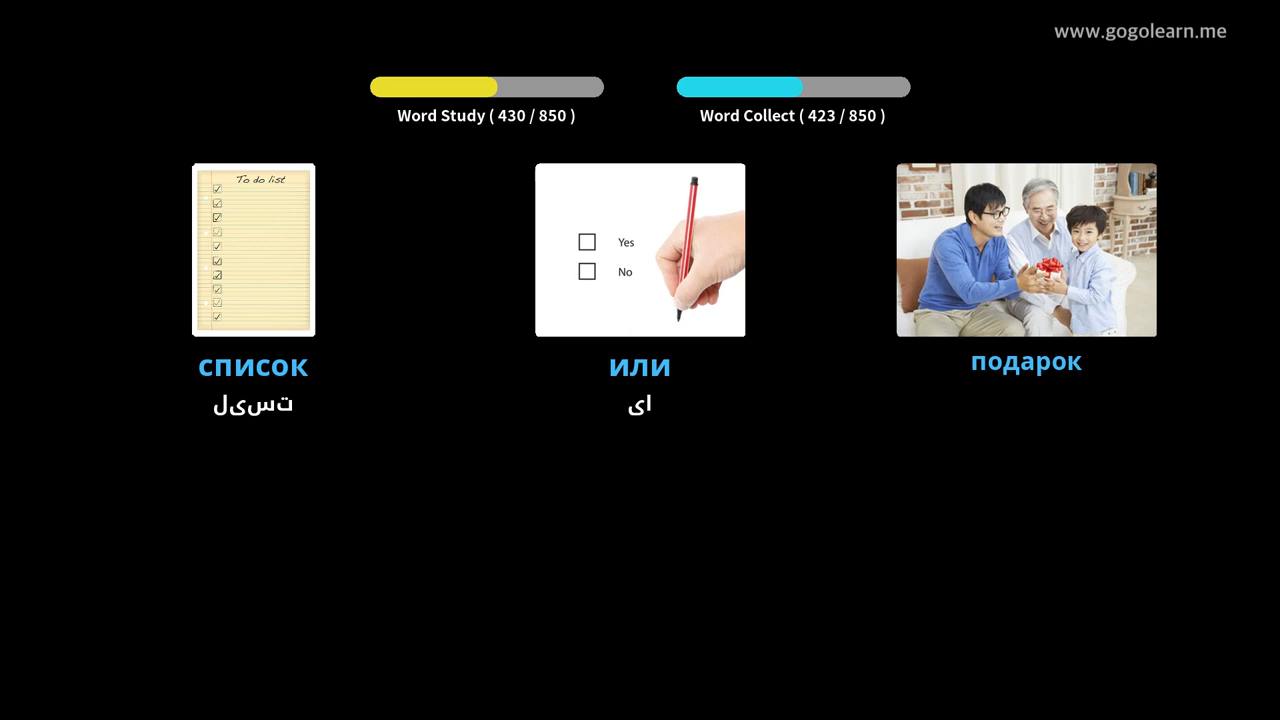 www.gogolearn.me
Word Study ( 430 / 850 )
Word Collect ( 423 / 850 )
To do list
Yes
No
список
تسیل
или
ای
подарок